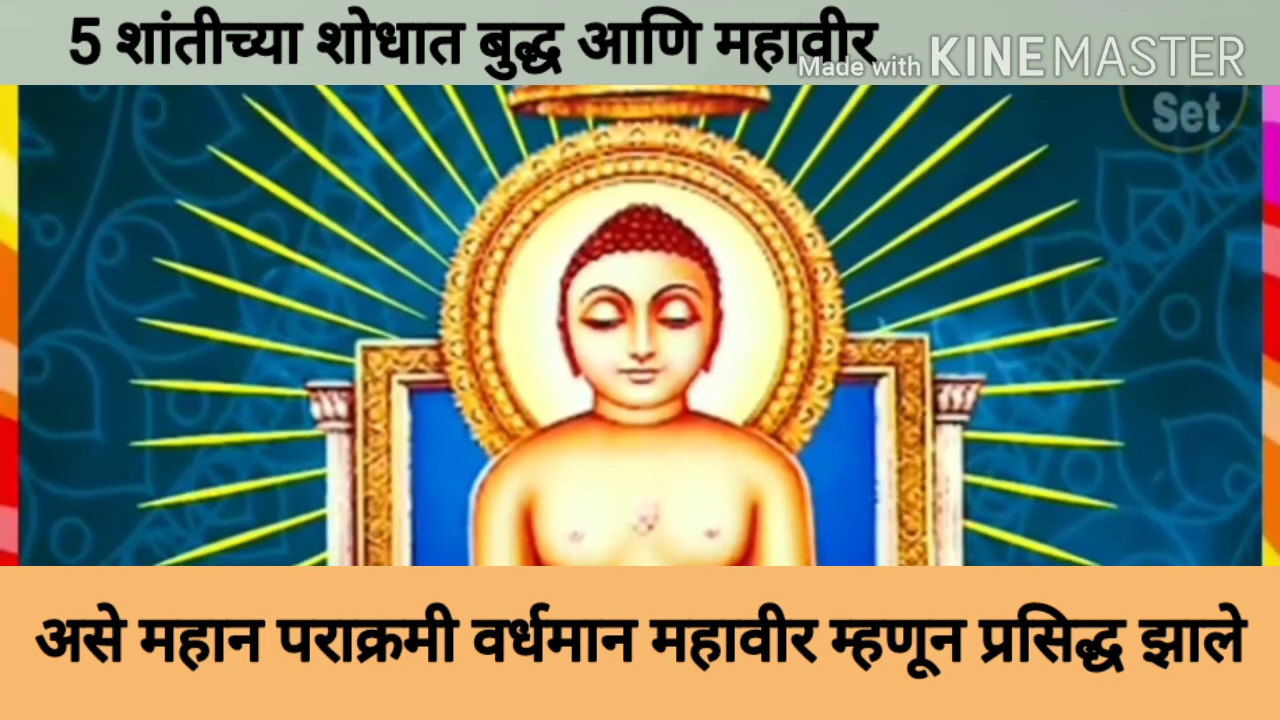 5 शांतीच्या शोधात बुद्ध आणि महावीर
Made with KINEMASTER
Set
असे महान पराक्रमी वर्धमान महावीर म्हणून प्रसिद्ध झाले